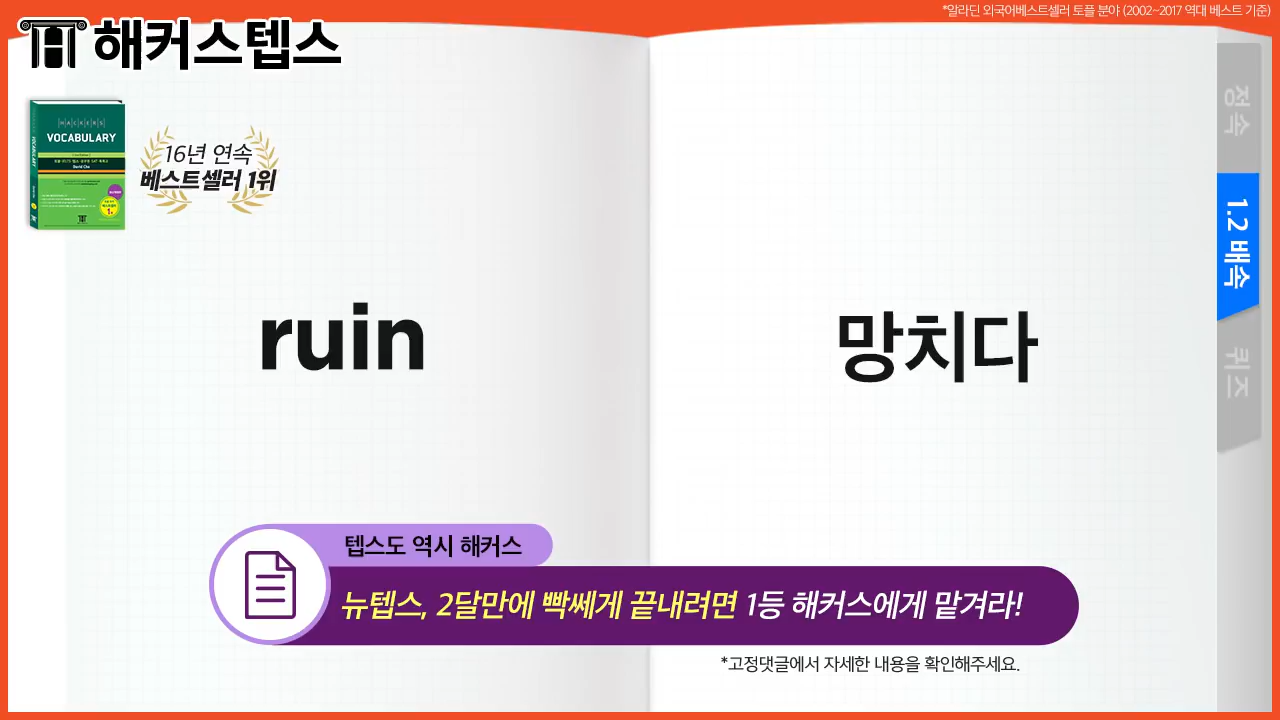 *알라딘 외국어베스트셀러 토플 분야 (2002~2017 역대 베스트 기준)
해커스텝스
HACKERS
VOCABULARY
David Cho
VOCABULARY
16년 연속
베스트셀러 1위
정속
1.2 배속
퀴즈
ruin
망치다
텝스도 역시 해커스
뉴텝스, 2달만에 빡쎄게 끝내려면 1등 해커스에게 맡겨라!
*고정댓글에서 자세한 내용을 확인해주세요.